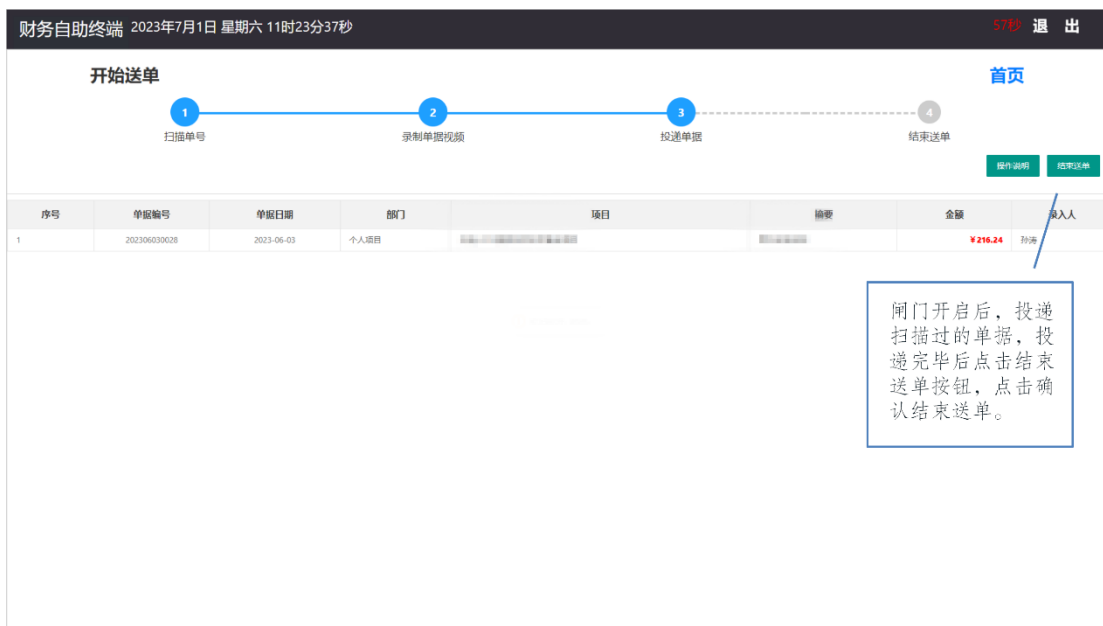 财务自助终端 2023年7月1日 星期六 11时23分37秒 57秒 退 出
开始送单 首页
1 2 3 4
扫描单号 录制单据视频 投递单据 结束送单
操作说明 结束送单
序号 单据编号 单据日期 部门 项目 摘要 金额 录入人
1 202306030028 2023-06-03 个人项目 ¥216.24 孙涛
闸门开启后，投递
扫描过的单据，投
递完毕后点击结束
送单按钮，点击确
认结束送单。